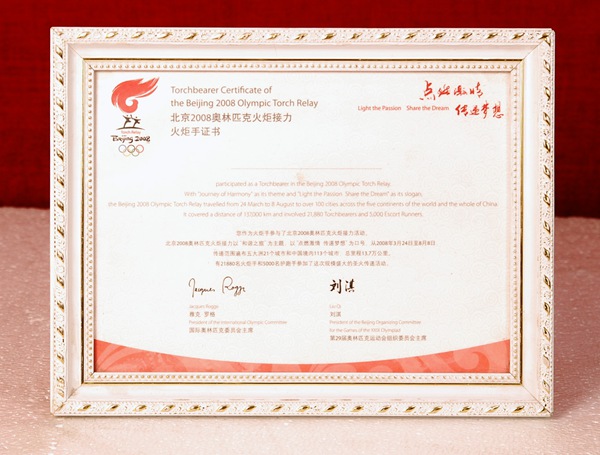 Torchbearer Certificate of
the Beijing 2008 Olympic Torch Relay
北京2008奥林匹克火炬接力
火炬手证书
点燃激情
传递梦想
Light the Passion Share the Dream
Torch Relay
Beijing 2008
participated as a Torchbearer in the Beijing 2008 Olympic Torch Relay.
With "Journey of Harmony" as its theme and "Light the Passion Share the Dream" as its slogan,
the Beijing 2008 Olympic Torch Relay travelled from 24 March to 8 August to over 100 cities across the five continents of the world and the whole of China.
It covered a distance of 137,000 km and involved 21,880 Torchbearers and 5,000 Escort Runners.
您作为火炬手参与了北京2008奥林匹克火炬接力活动。
北京2008奥林匹克火炬接力以“和谐之旅”为主题 以“点燃激情 传递梦想”为口号，从2008年3月24日至8月8日，
传递范围遍布五大洲21个城市和中国境内113个城市 总里程13.7万公里，
有21880名火炬手和5000名护跑手参加了这次规模盛大的圣火传递活动。
Jacques Rogge
刘淇
Jacques Rogge
雅克 罗格
President of the International Olympic Committee
国际奥林匹克委员会主席
Liu Qi
刘淇
President of the Beijing Organizing Committee
for the Games of the XXIX Olympiad
第29届奥林匹克运动会组织委员会主席